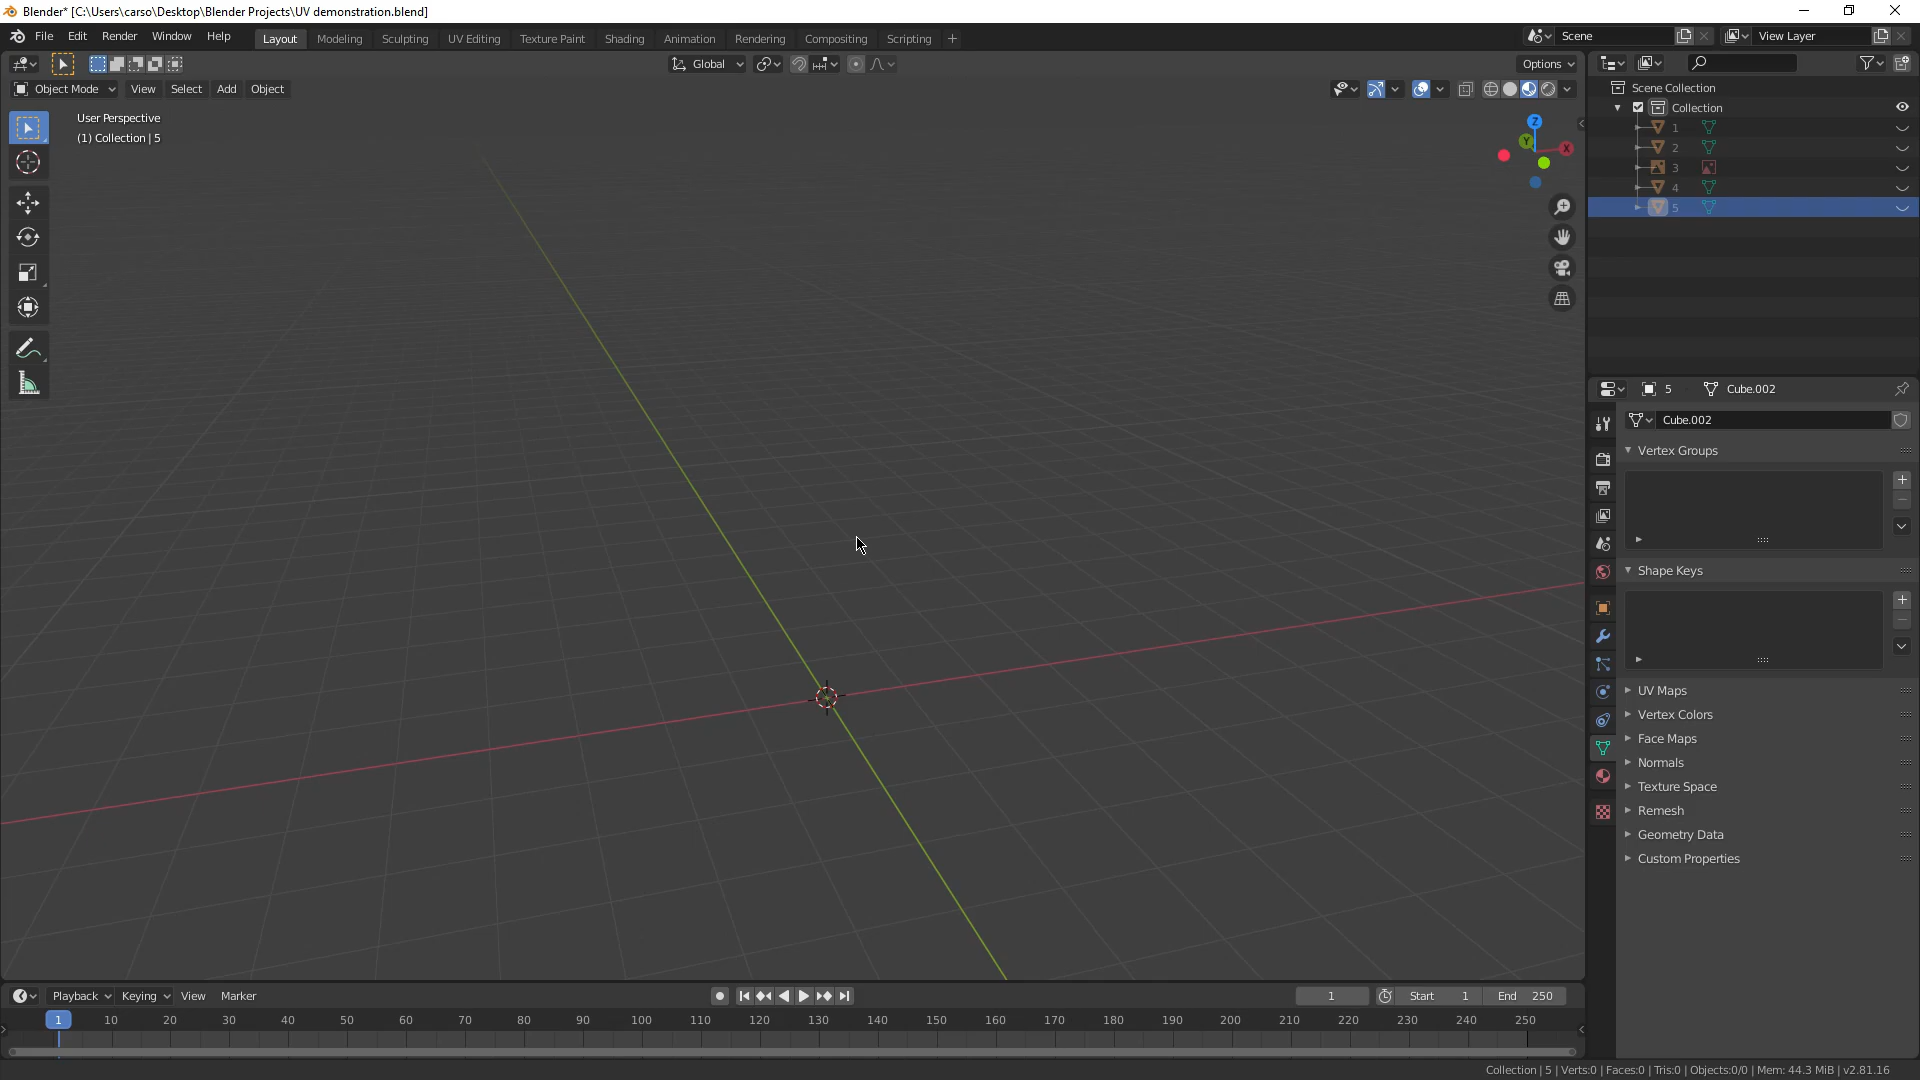 Blender* [C:\Users\carso\Desktop\Blender Projects\UV demonstration.blend]
File Edit Render Window Help Layout Modeling Sculpting UV Editing Texture Paint Shading Animation Rendering Compositing Scripting + Scene View Layer
Global Options
Object Mode View Select Add Object
User Perspective
(1) Collection | 5
Z
Y
X
Scene Collection
Collection
1
2
3
4
5
5 Cube.002
Cube.002
Vertex Groups
Shape Keys
UV Maps
Vertex Colors
Face Maps
Normals
Texture Space
Remesh
Geometry Data
Custom Properties
Playback Keying View Marker 1 Start 1 End 250
1 10 20 30 40 50 60 70 80 90 100 110 120 130 140 150 160 170 180 190 200 210 220 230 240 250
Collection | 5 | Verts:0 | Faces:0 | Tris:0 | Objects:0/0 | Mem: 44.3 MiB | v2.81.16